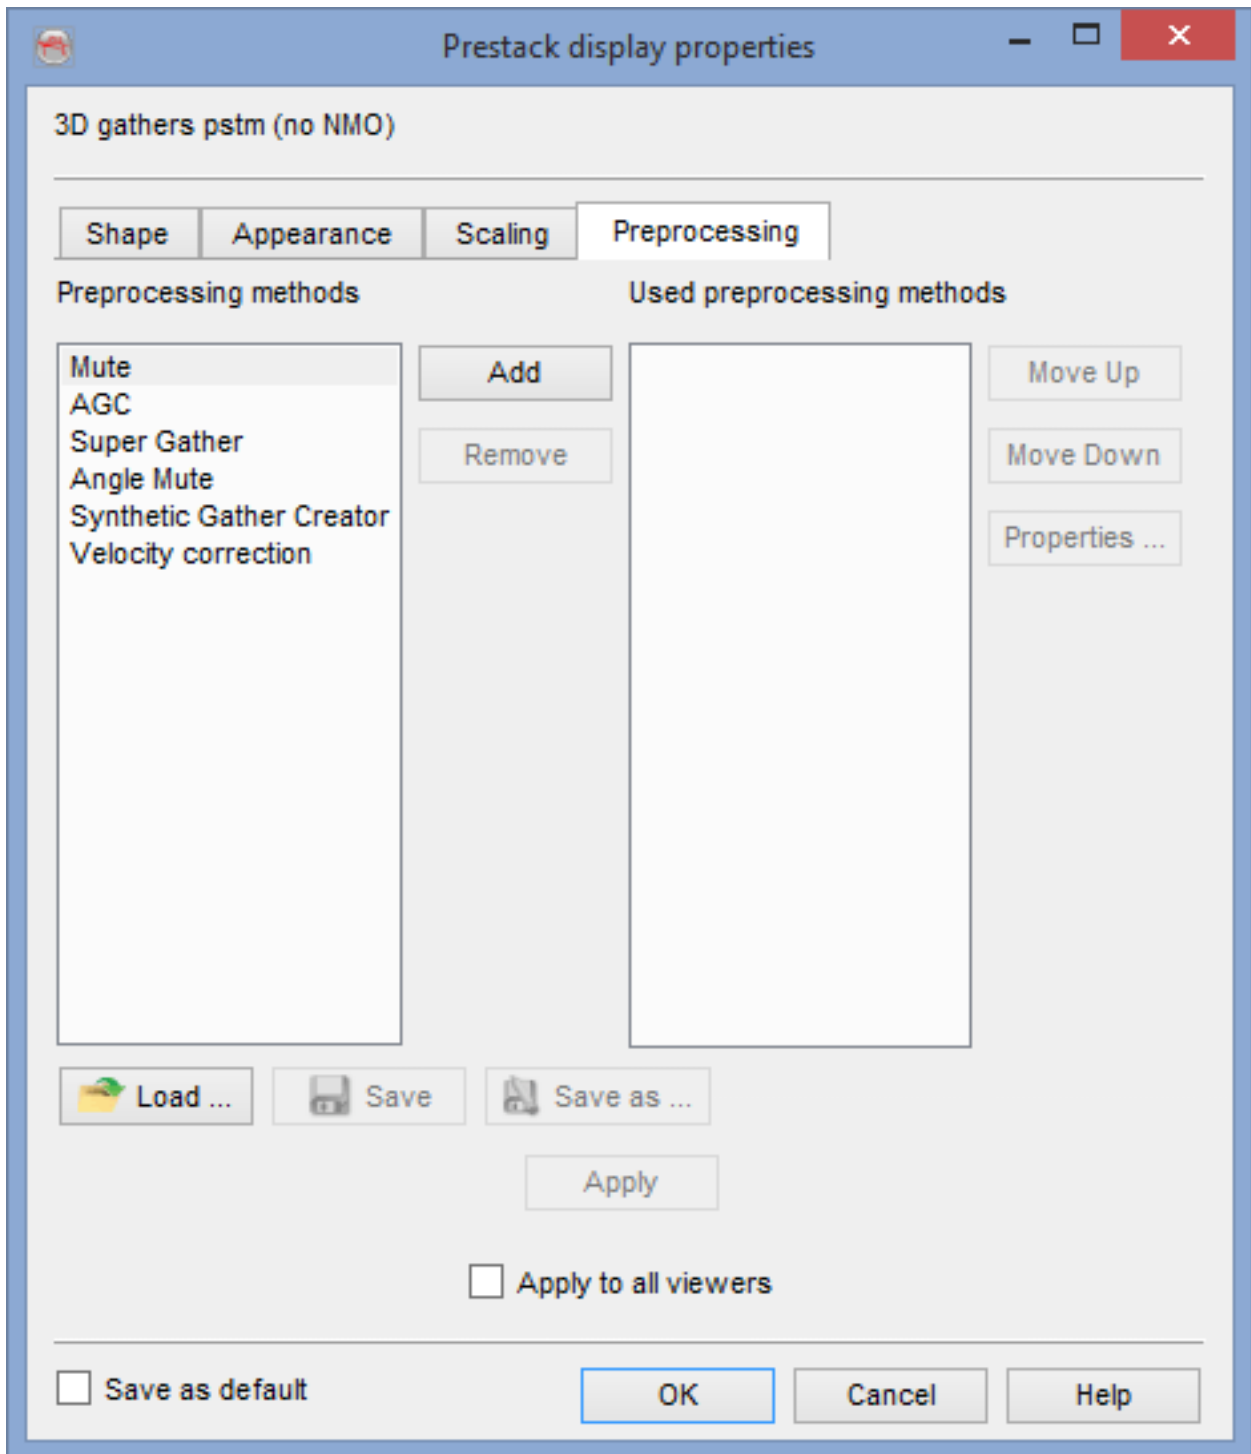 Prestack display properties
3D gathers pstm (no NMO)
Shape Appearance Scaling Preprocessing
Preprocessing methods Used preprocessing methods
Mute
AGC
Super Gather
Angle Mute
Synthetic Gather Creator
Velocity correction
Add
Remove
Move Up
Move Down
Properties ...
Load ... Save Save as ...
Apply
Apply to all viewers
Save as default OK Cancel Help